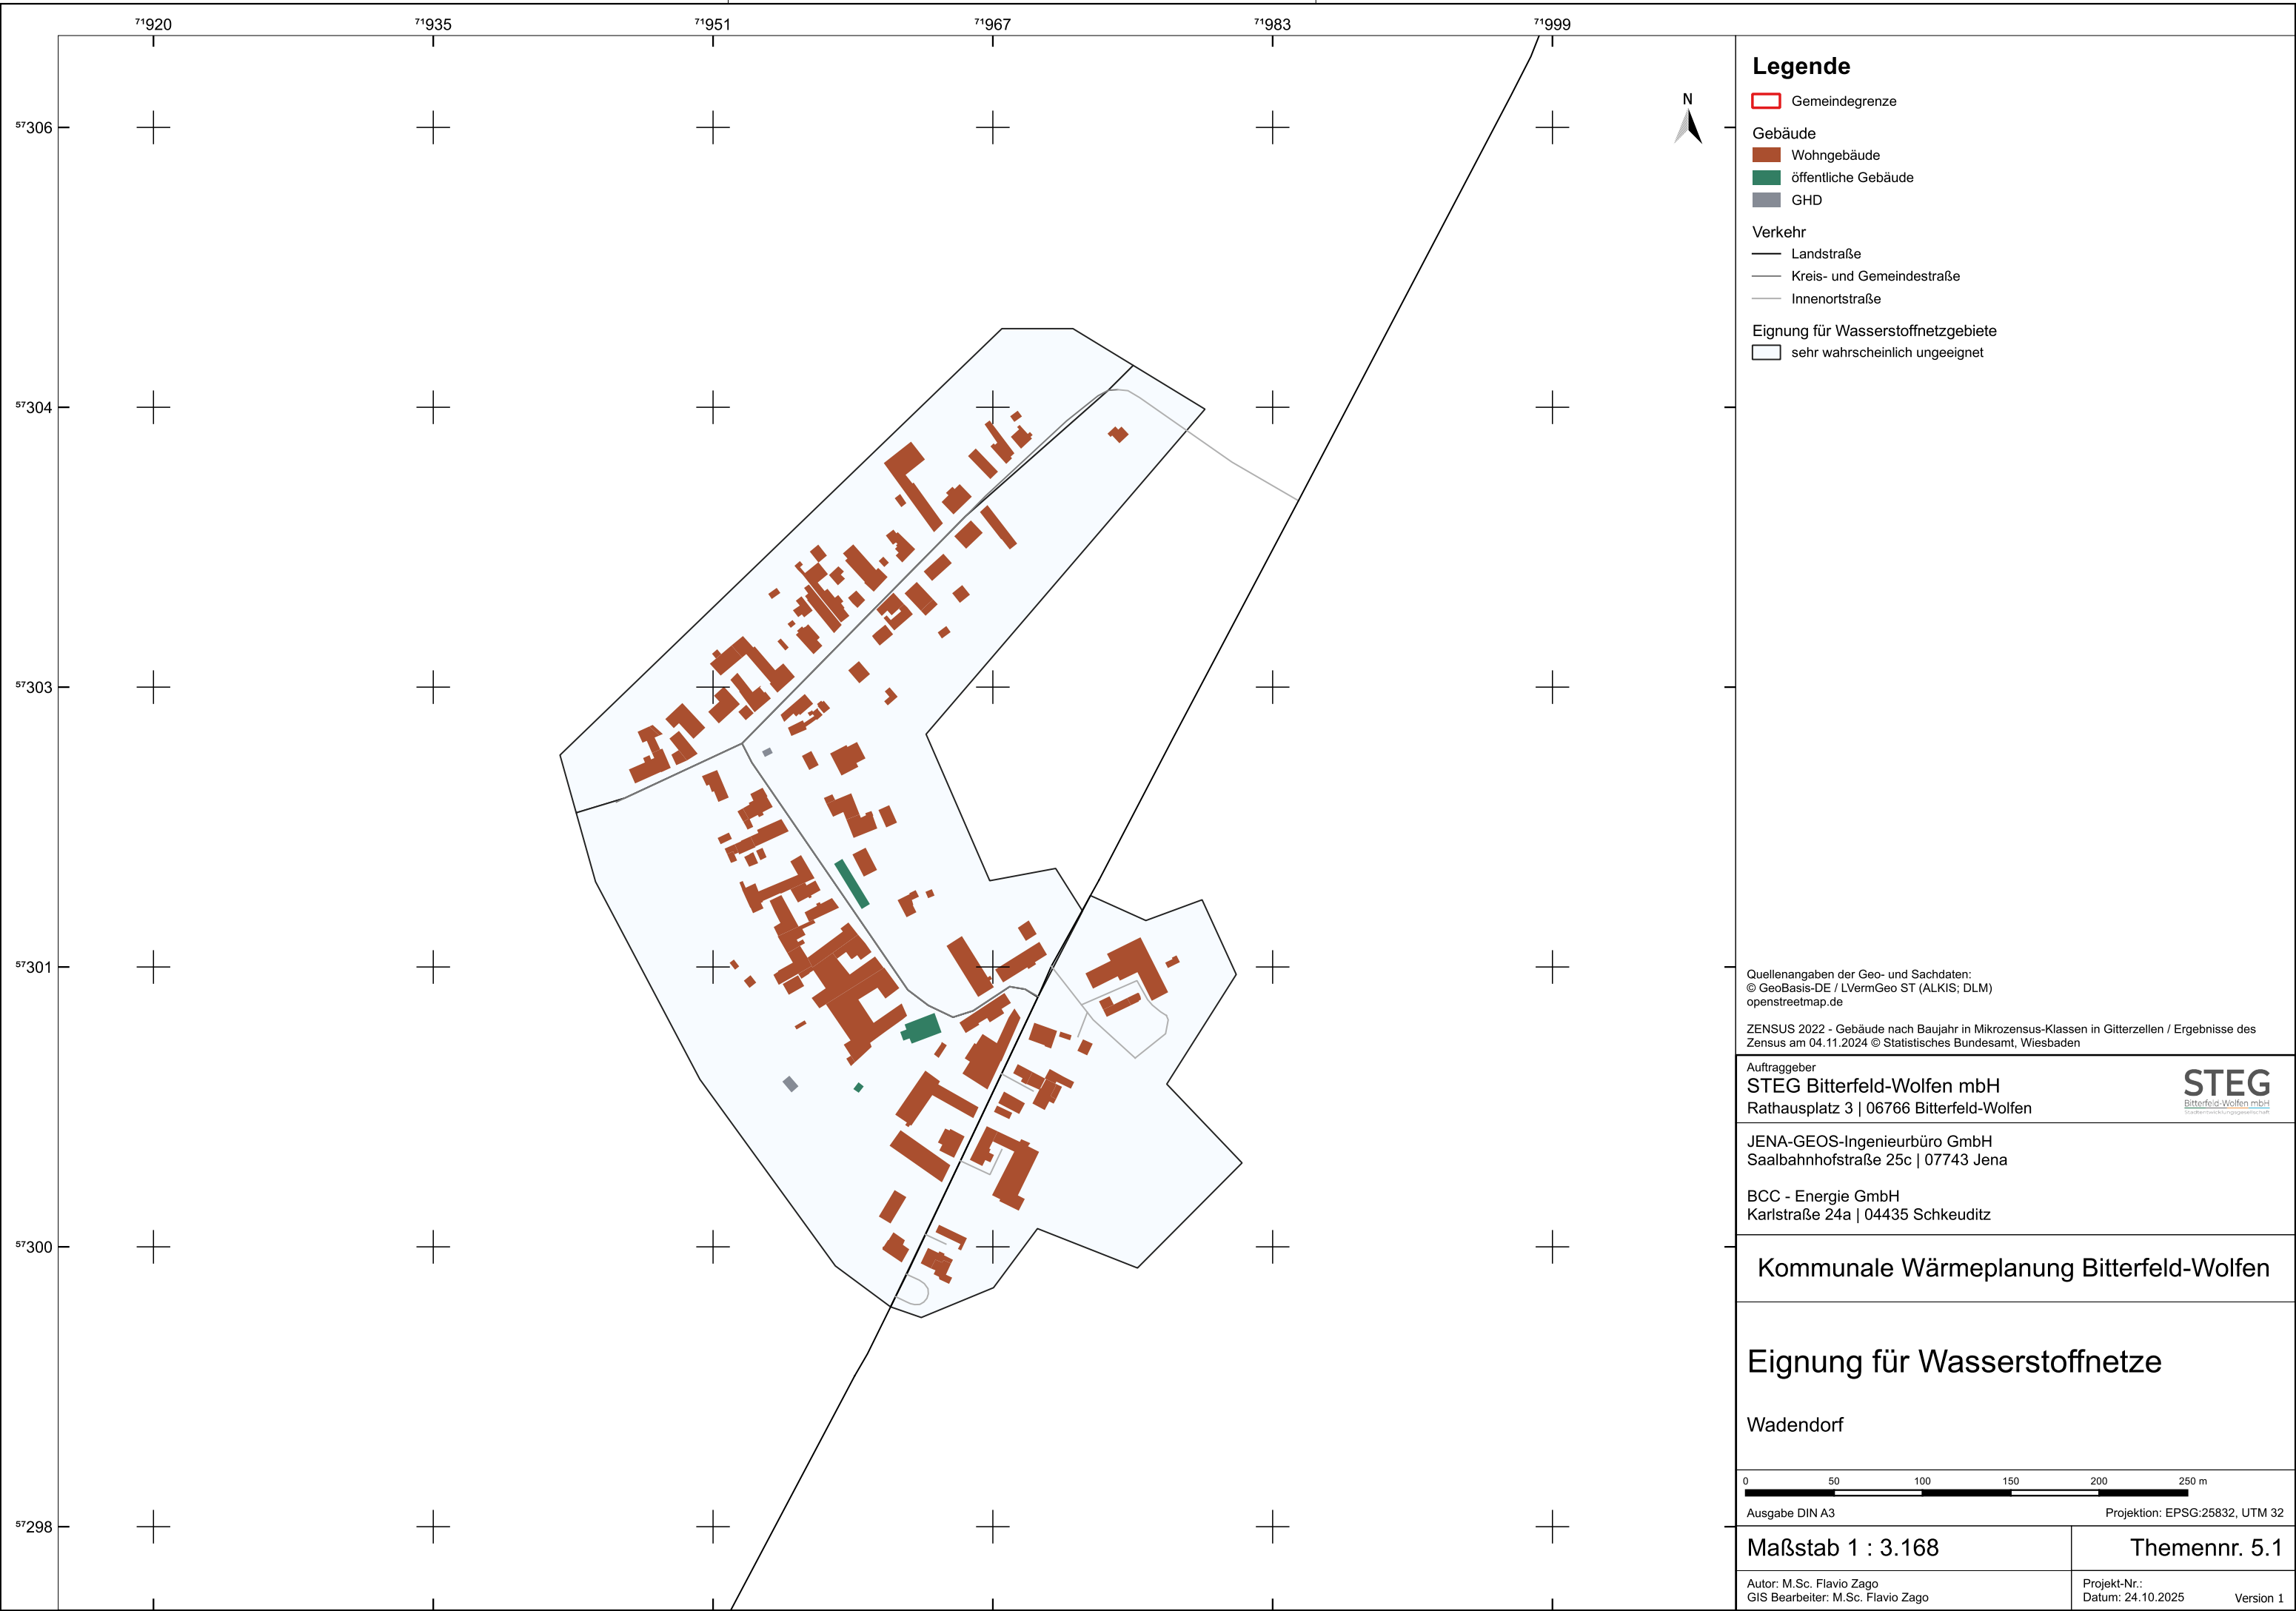 ⁷¹920 ⁷¹935 ⁷¹951 ⁷¹967 ⁷¹983 ⁷¹999
⁵⁷306
⁵⁷304
⁵⁷303
⁵⁷301
⁵⁷300
⁵⁷298
N
Legende
Gemeindegrenze
Gebäude
Wohngebäude
öffentliche Gebäude
GHD
Verkehr
Landstraße
Kreis- und Gemeindestraße
Innenortstraße
Eignung für Wasserstoffnetzgebiete
sehr wahrscheinlich ungeeignet
Quellenangaben der Geo- und Sachdaten:
© GeoBasis-DE / LVermGeo ST (ALKIS; DLM)
openstreetmap.de
ZENSUS 2022 - Gebäude nach Baujahr in Mikrozensus-Klassen in Gitterzellen / Ergebnisse des
Zensus am 04.11.2024 © Statistisches Bundesamt, Wiesbaden
Auftraggeber
STEG Bitterfeld-Wolfen mbH
Rathausplatz 3 | 06766 Bitterfeld-Wolfen
STEG
Bitterfeld-Wolfen mbH
Stadtentwicklungsgesellschaft
JENA-GEOS-Ingenieurbüro GmbH
Saalbahnhofstraße 25c | 07743 Jena
BCC - Energie GmbH
Karlstraße 24a | 04435 Schkeuditz
Kommunale Wärmeplanung Bitterfeld-Wolfen
Eignung für Wasserstoffnetze
Wadendorf
0 50 100 150 200 250 m
Ausgabe DIN A3 Projektion: EPSG:25832, UTM 32
Maßstab 1 : 3.168 Themennr. 5.1
Autor: M.Sc. Flavio Zago
GIS Bearbeiter: M.Sc. Flavio Zago
Projekt-Nr.:
Datum: 24.10.2025 Version 1